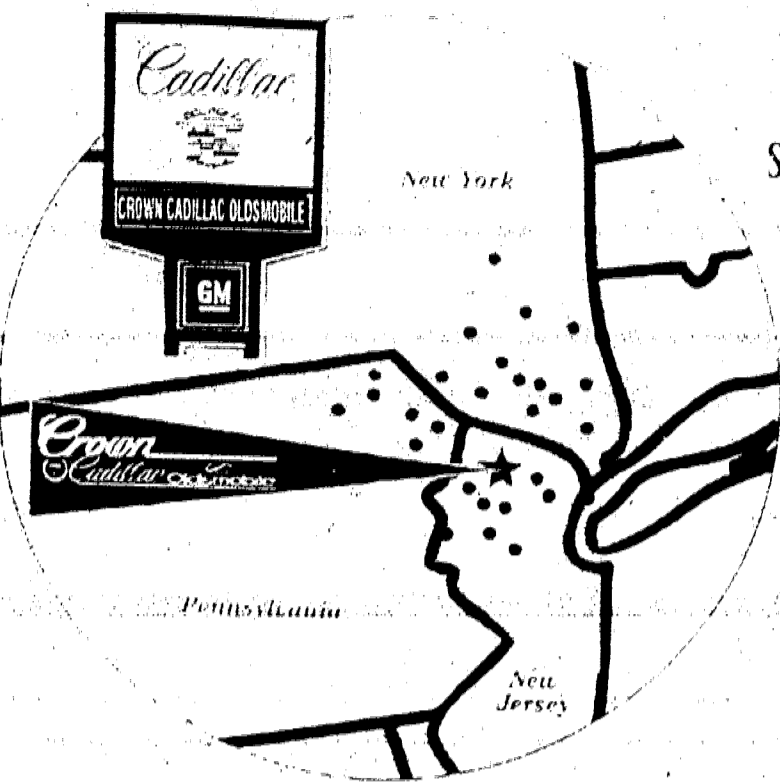 Cadillac
CROWN CADILLAC OLDSMOBILE
GM
New York
S
Crown
Cadillac Oldsmobile
Pennsylvania
New
Jersey